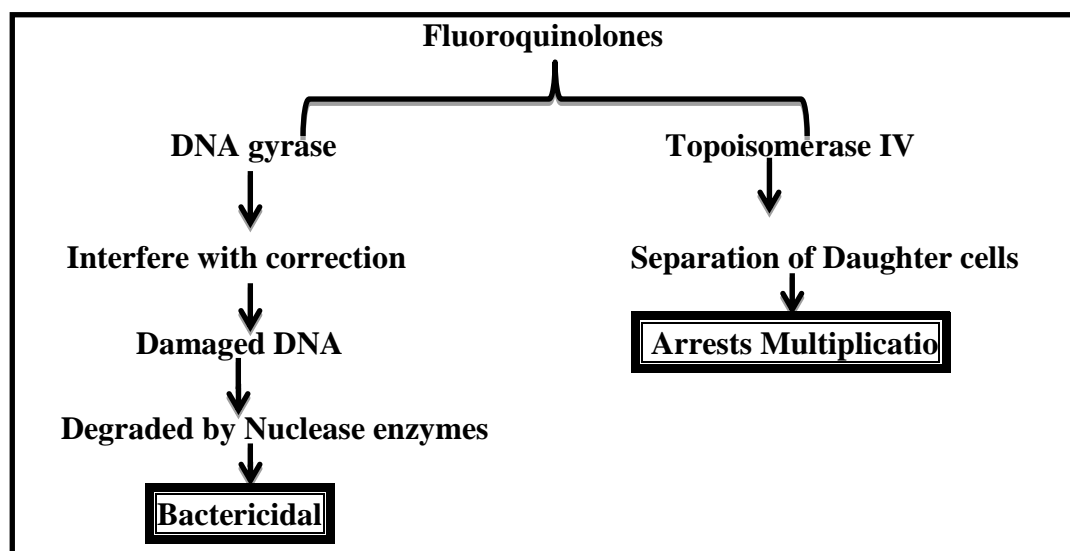 Fluoroquinolones
DNA gyrase
Topoisomerase IV
Interfere with correction
Separation of Daughter cells
Damaged DNA
Arrests Multiplicatio
Degraded by Nuclease enzymes
Bactericidal